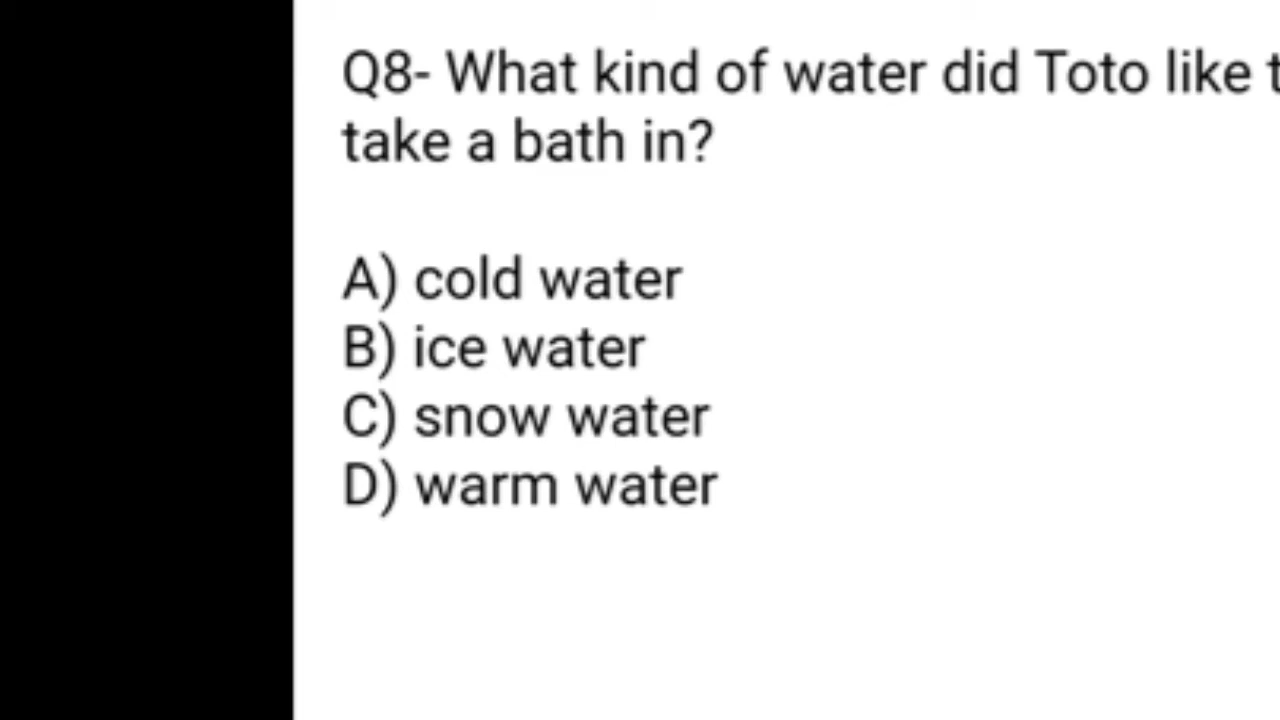 Q8- What kind of water did Toto like t
take a bath in?
A) cold water
B) ice water
C) snow water
D) warm water